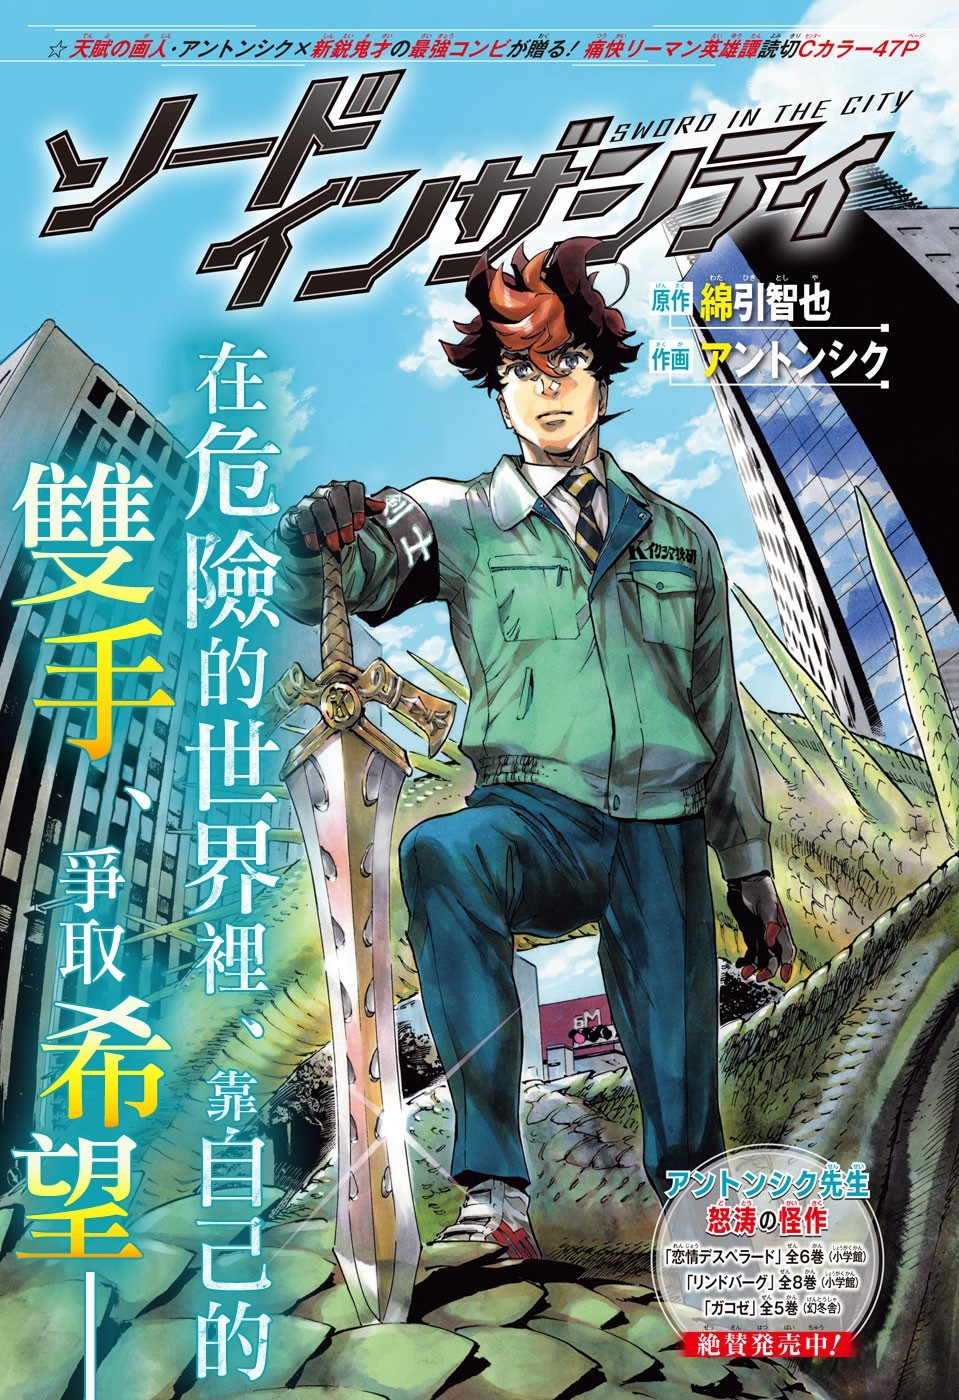 ☆天賦の画人・アントンシク×新鋭鬼才の最強コンビが贈る! 痛快リーマン英雄譚読切Cカラー47P
ソードインザシティ
SWORD IN THE CITY
原作 綿引智也
作画 アントンシク
在危險的世界裡、靠自己的
雙手、爭取希望——
剣士
K イクシマ技研
K
6M
アントンシク先生
怒涛の怪作
「恋情デスペラード」全6巻(小学館)
「リンドバーグ」全8巻(小学館)
「ガゴゼ」全5巻(幻冬舎)
絶賛発売中!